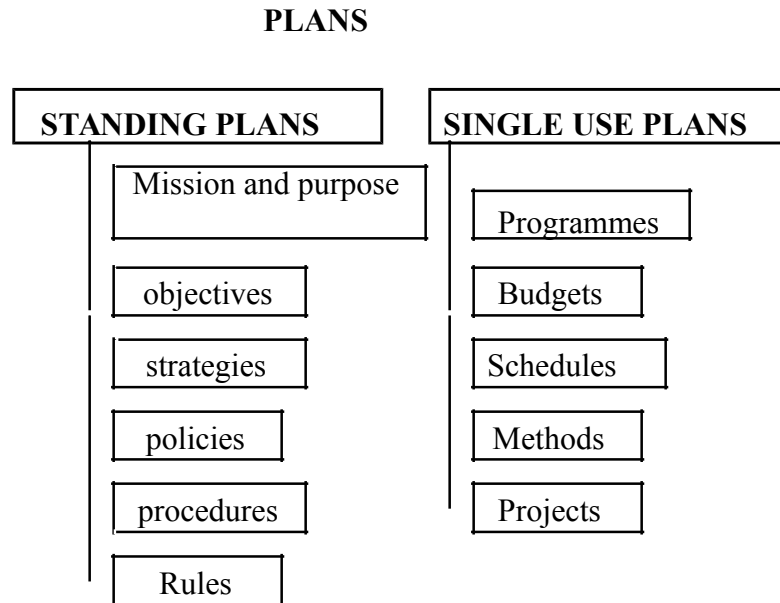 PLANS
STANDING PLANS
Mission and purpose
objectives
strategies
policies
procedures
Rules
SINGLE USE PLANS
Programmes
Budgets
Schedules
Methods
Projects